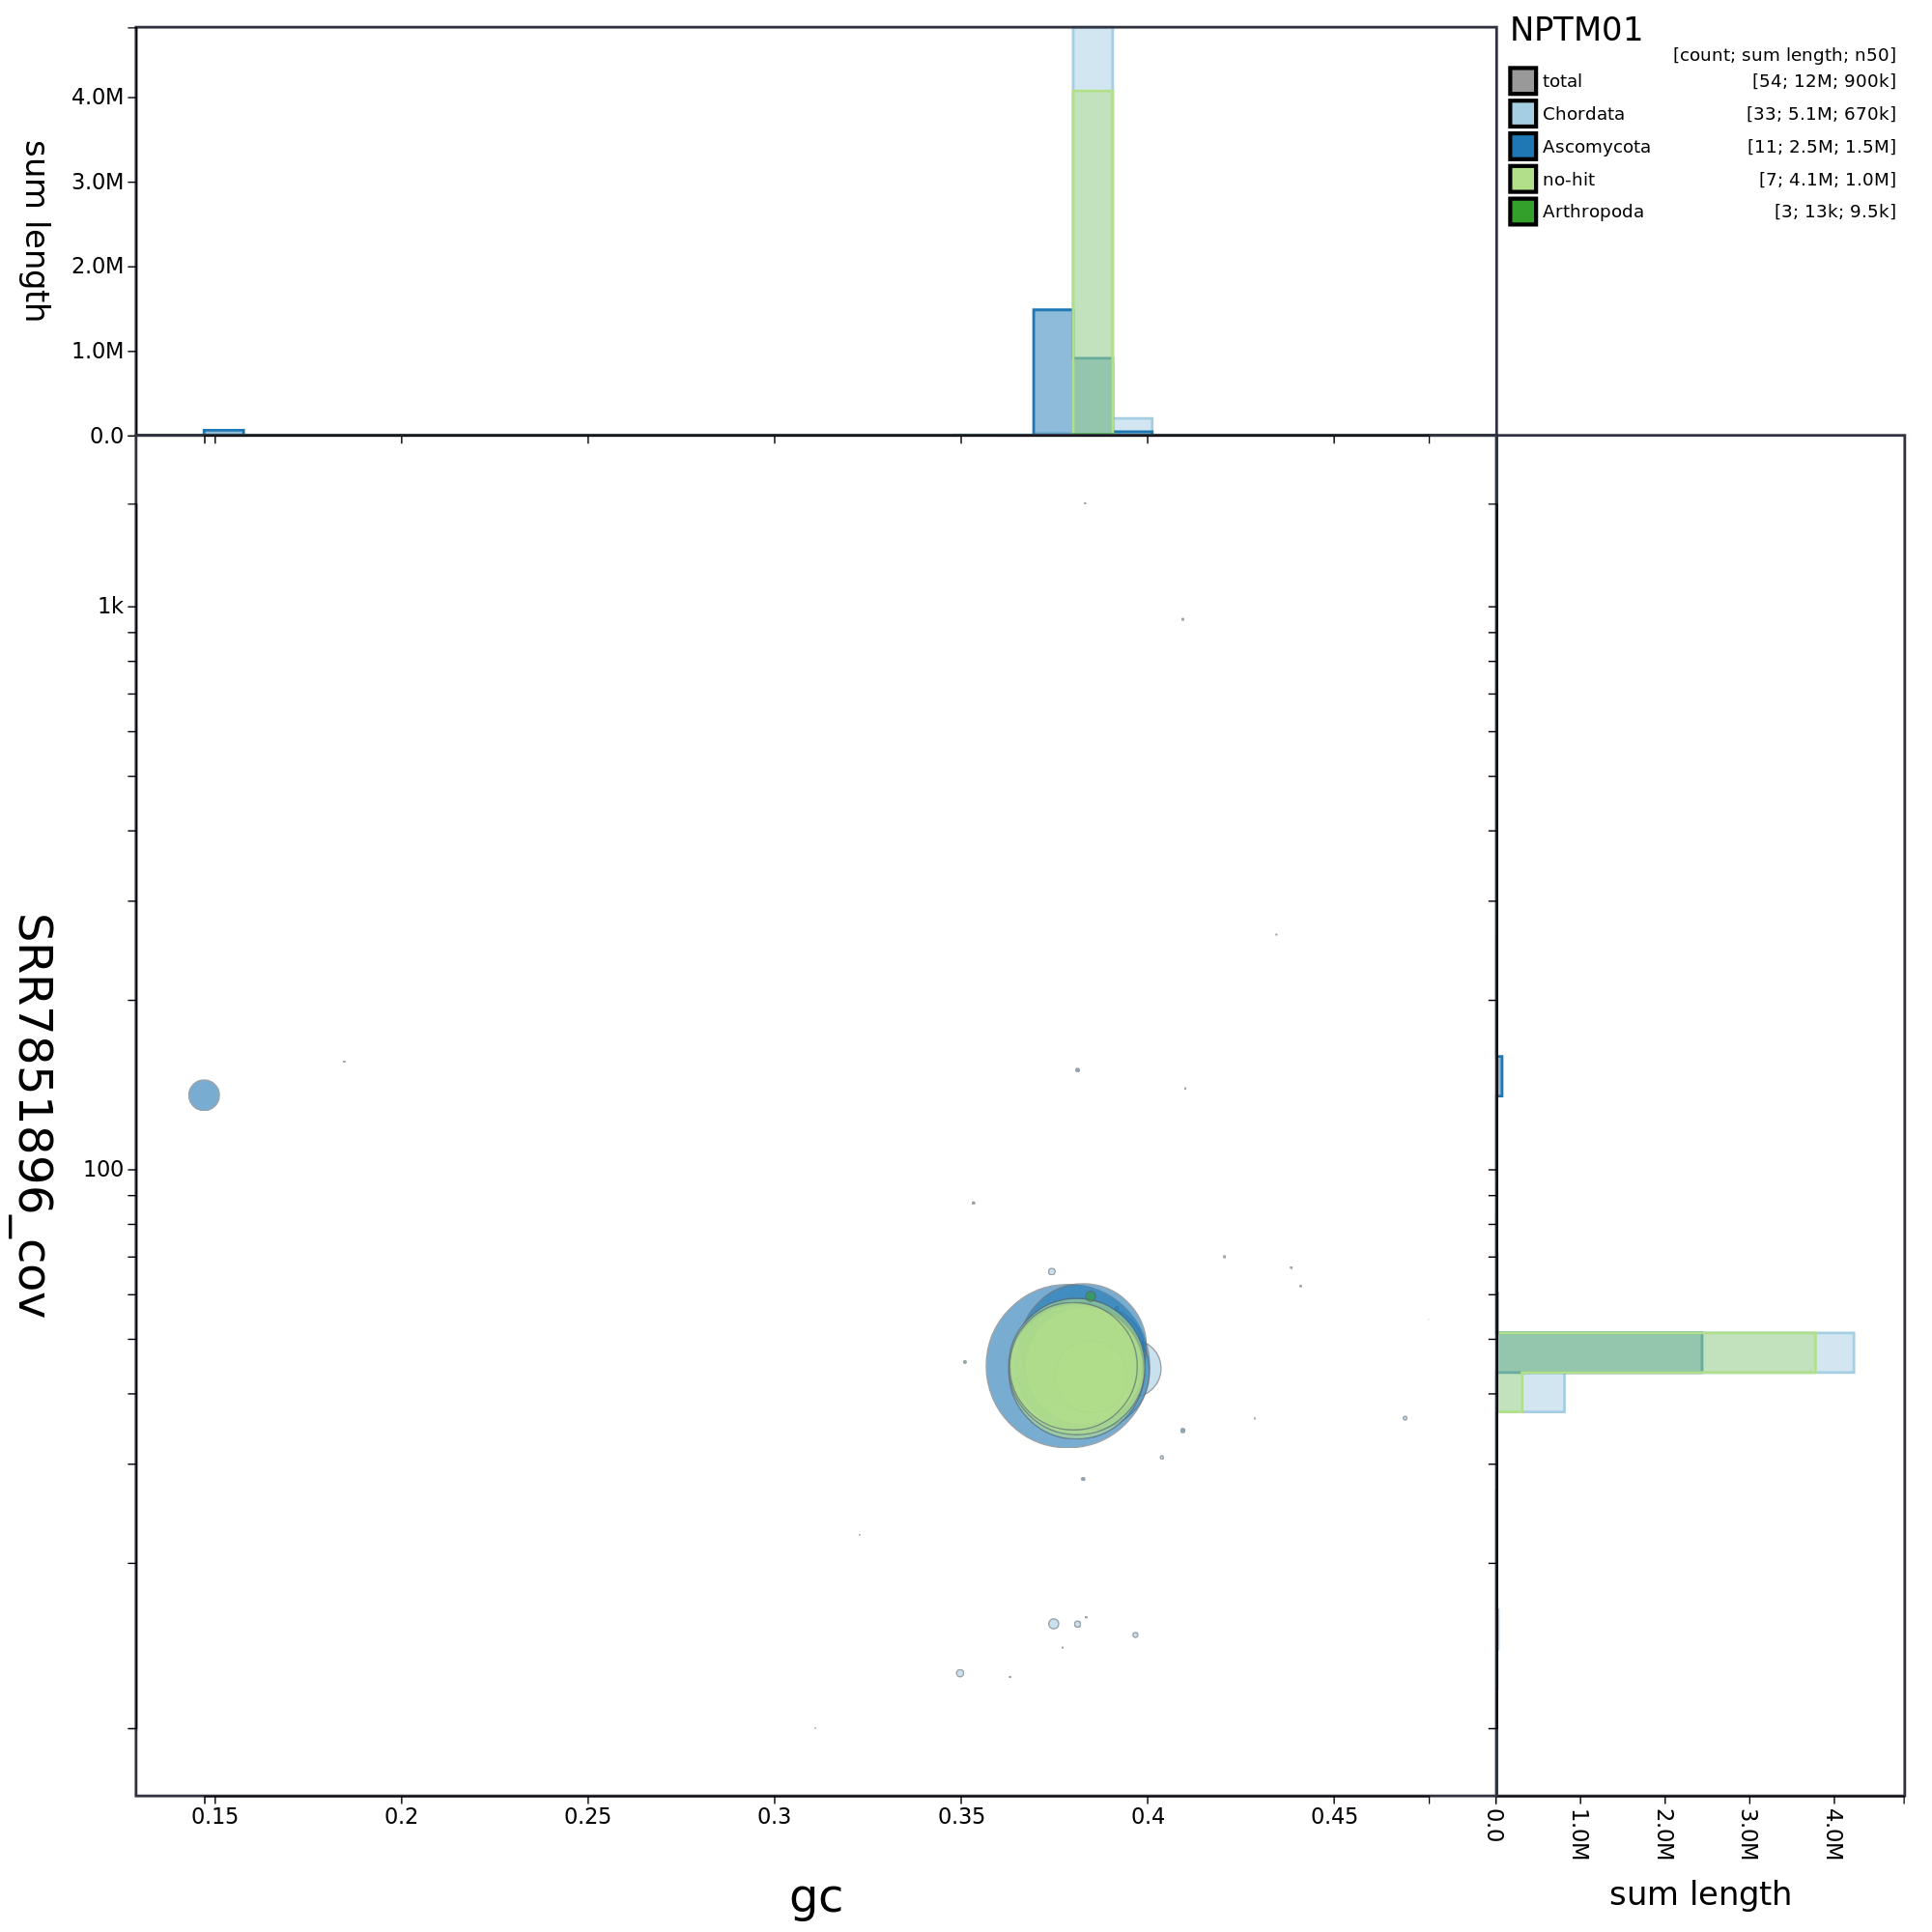 NPTM01
[count; sum length; n50]
total [54; 12M; 900k]
Chordata [33; 5.1M; 670k]
Ascomycota [11; 2.5M; 1.5M]
no-hit [7; 4.1M; 1.0M]
Arthropoda [3; 13k; 9.5k]
sum length
4.0M
3.0M
2.0M
1.0M
0.0
SRR7851896_cov
1k
100
0.15 0.2 0.25 0.3 0.35 0.4 0.45
gc
0.0 1.0M 2.0M 3.0M 4.0M
sum length